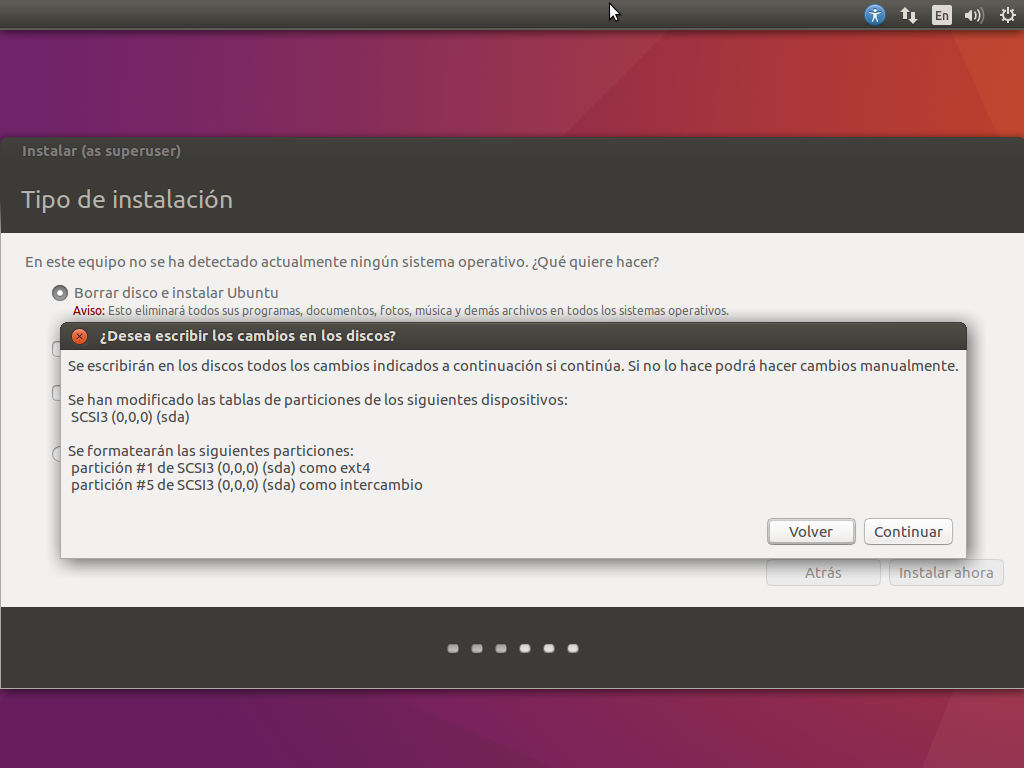 En
Instalar (as superuser)
Tipo de instalación
En este equipo no se ha detectado actualmente ningún sistema operativo. ¿Qué quiere hacer?
Borrar disco e instalar Ubuntu
Aviso: Esto eliminará todos sus programas, documentos, fotos, música y demás archivos en todos los sistemas operativos.
¿Desea escribir los cambios en los discos?
Se escribirán en los discos todos los cambios indicados a continuación si continúa. Si no lo hace podrá hacer cambios manualmente.
Se han modificado las tablas de particiones de los siguientes dispositivos:
SCSI3 (0,0,0) (sda)
Se formatearán las siguientes particiones:
partición #1 de SCSI3 (0,0,0) (sda) como ext4
partición #5 de SCSI3 (0,0,0) (sda) como intercambio
Volver Continuar
Atrás Instalar ahora